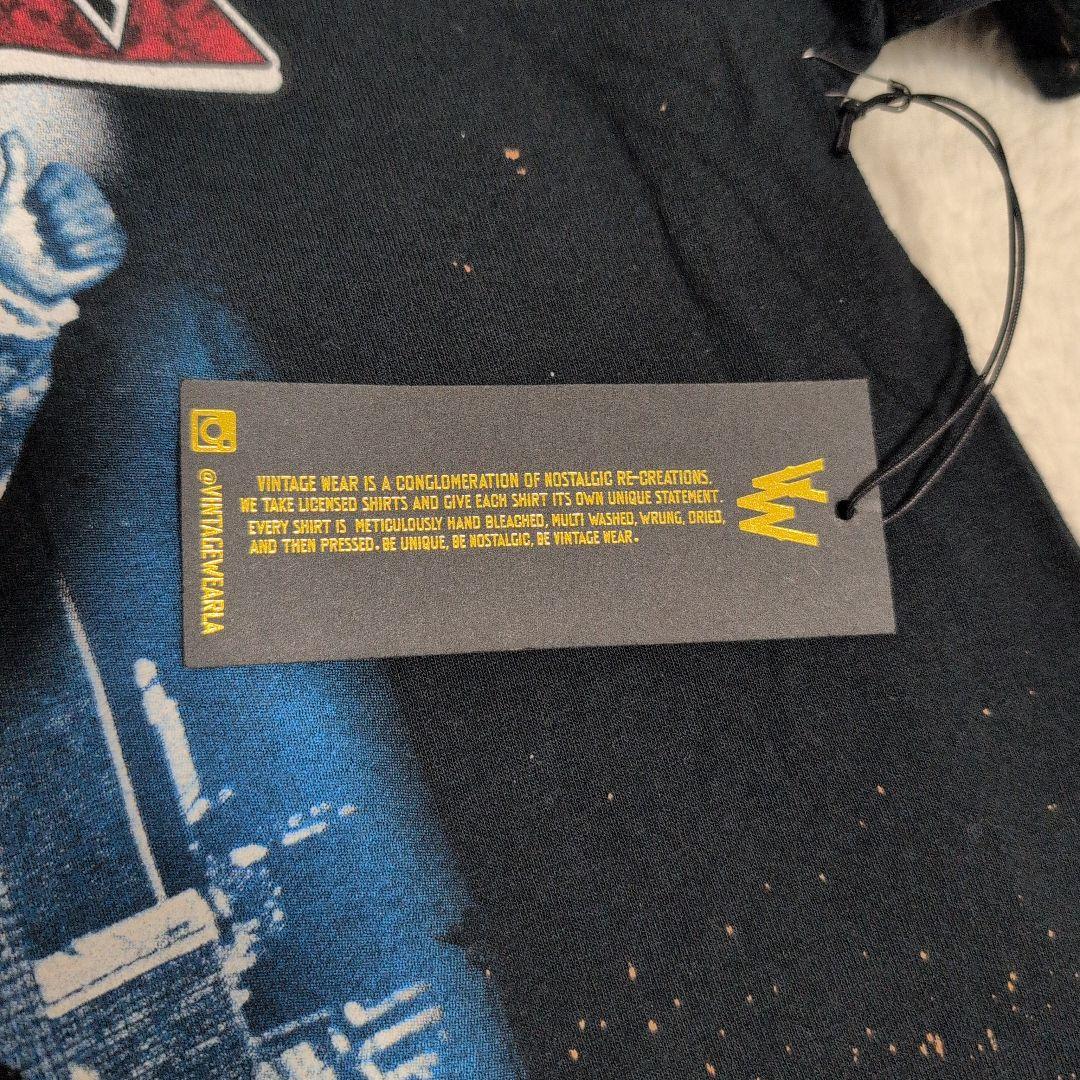 VINTAGE WEAR IS A CONGLOMERATION OF NOSTALGIC RE-CREATIONS.
WE TAKE LICENSED SHIRTS AND GIVE EACH SHIRT ITS OWN UNIQUE STATEMENT.
EVERY SHIRT IS METICULOUSLY HAND BLEACHED, MULTI WASHED, WRUNG, DRIED,
AND THEN PRESSED. BE UNIQUE, BE NOSTALGIC, BE VINTAGE WEAR.
@VINTAGEWEARLA
VW